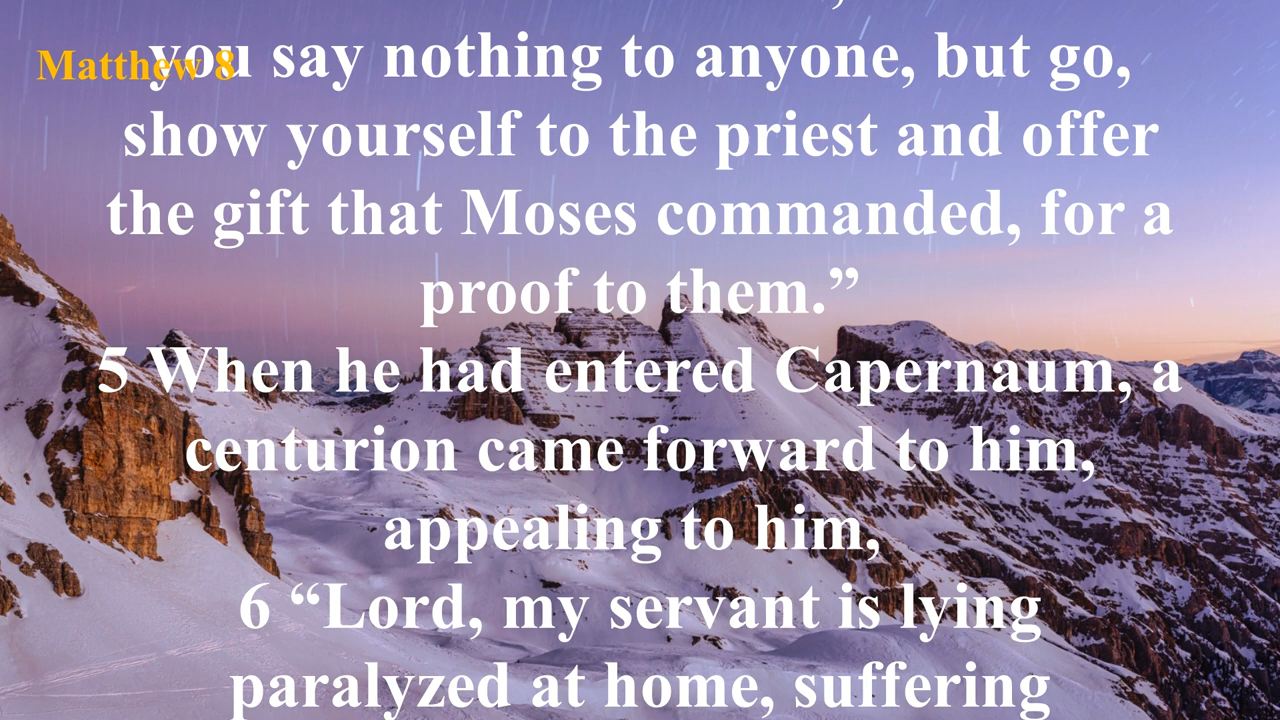 Matthew 8
you say nothing to anyone, but go,
show yourself to the priest and offer
the gift that Moses commanded, for a
proof to them.”
5 When he had entered Capernaum, a
centurion came forward to him,
appealing to him,
6 “Lord, my servant is lying
paralyzed at home, suffering